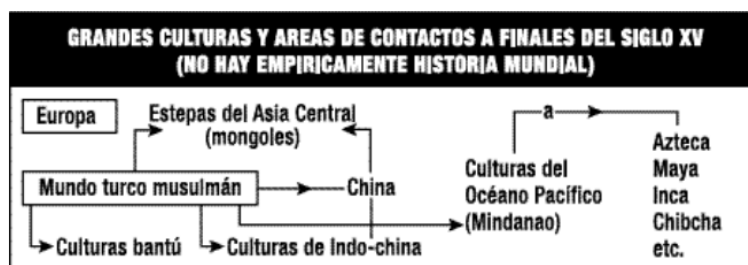 GRANDES CULTURAS Y AREAS DE CONTACTOS A FINALES DEL SIGLO XV
(NO HAY EMPIRICAMENTE HISTORIA MUNDIAL)
Europa
Estepas del Asia Central
(mongoles)
a
Azteca
Maya
Inca
Chibcha
etc.
Culturas del
Océano Pacífico
(Mindanao)
Mundo turco musulmán
China
Culturas bantú
Culturas de Indo-china